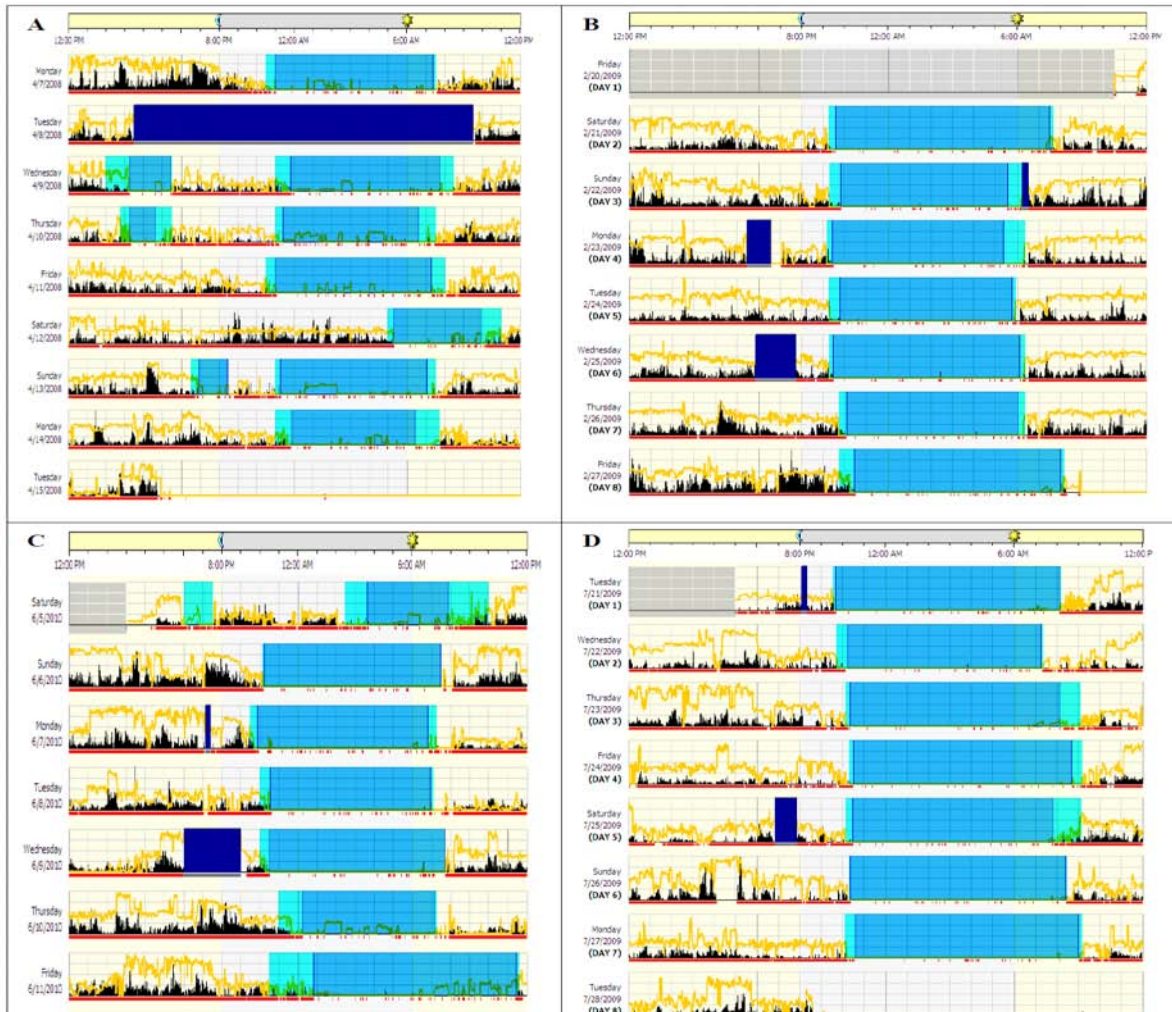 A
12:00 PM 8:00 PM 12:00 AM 6:00 AM 12:00 PM
Monday
4/7/2008
Tuesday
4/8/2008
Wednesday
4/9/2008
Thursday
4/10/2008
Friday
4/11/2008
Saturday
4/12/2008
Sunday
4/13/2008
Monday
4/14/2008
Tuesday
4/15/2008
B
12:00 PM 8:00 PM 12:00 AM 6:00 AM 12:00 PM
Friday
2/20/2009
(DAY 1)
Saturday
2/21/2009
(DAY 2)
Sunday
2/22/2009
(DAY 3)
Monday
2/23/2009
(DAY 4)
Tuesday
2/24/2009
(DAY 5)
Wednesday
2/25/2009
(DAY 6)
Thursday
2/26/2009
(DAY 7)
Friday
2/27/2009
(DAY 8)
C
12:00 PM 8:00 PM 12:00 AM 6:00 AM 12:00 PM
Saturday
6/5/2010
Sunday
6/6/2010
Monday
6/7/2010
Tuesday
6/8/2010
Wednesday
6/9/2010
Thursday
6/10/2010
Friday
6/11/2010
D
12:00 PM 8:00 PM 12:00 AM 6:00 AM 12:00 P
Tuesday
7/21/2009
(DAY 1)
Wednesday
7/22/2009
(DAY 2)
Thursday
7/23/2009
(DAY 3)
Friday
7/24/2009
(DAY 4)
Saturday
7/25/2009
(DAY 5)
Sunday
7/26/2009
(DAY 6)
Monday
7/27/2009
(DAY 7)
Tuesday
7/28/2009
(DAY 8)